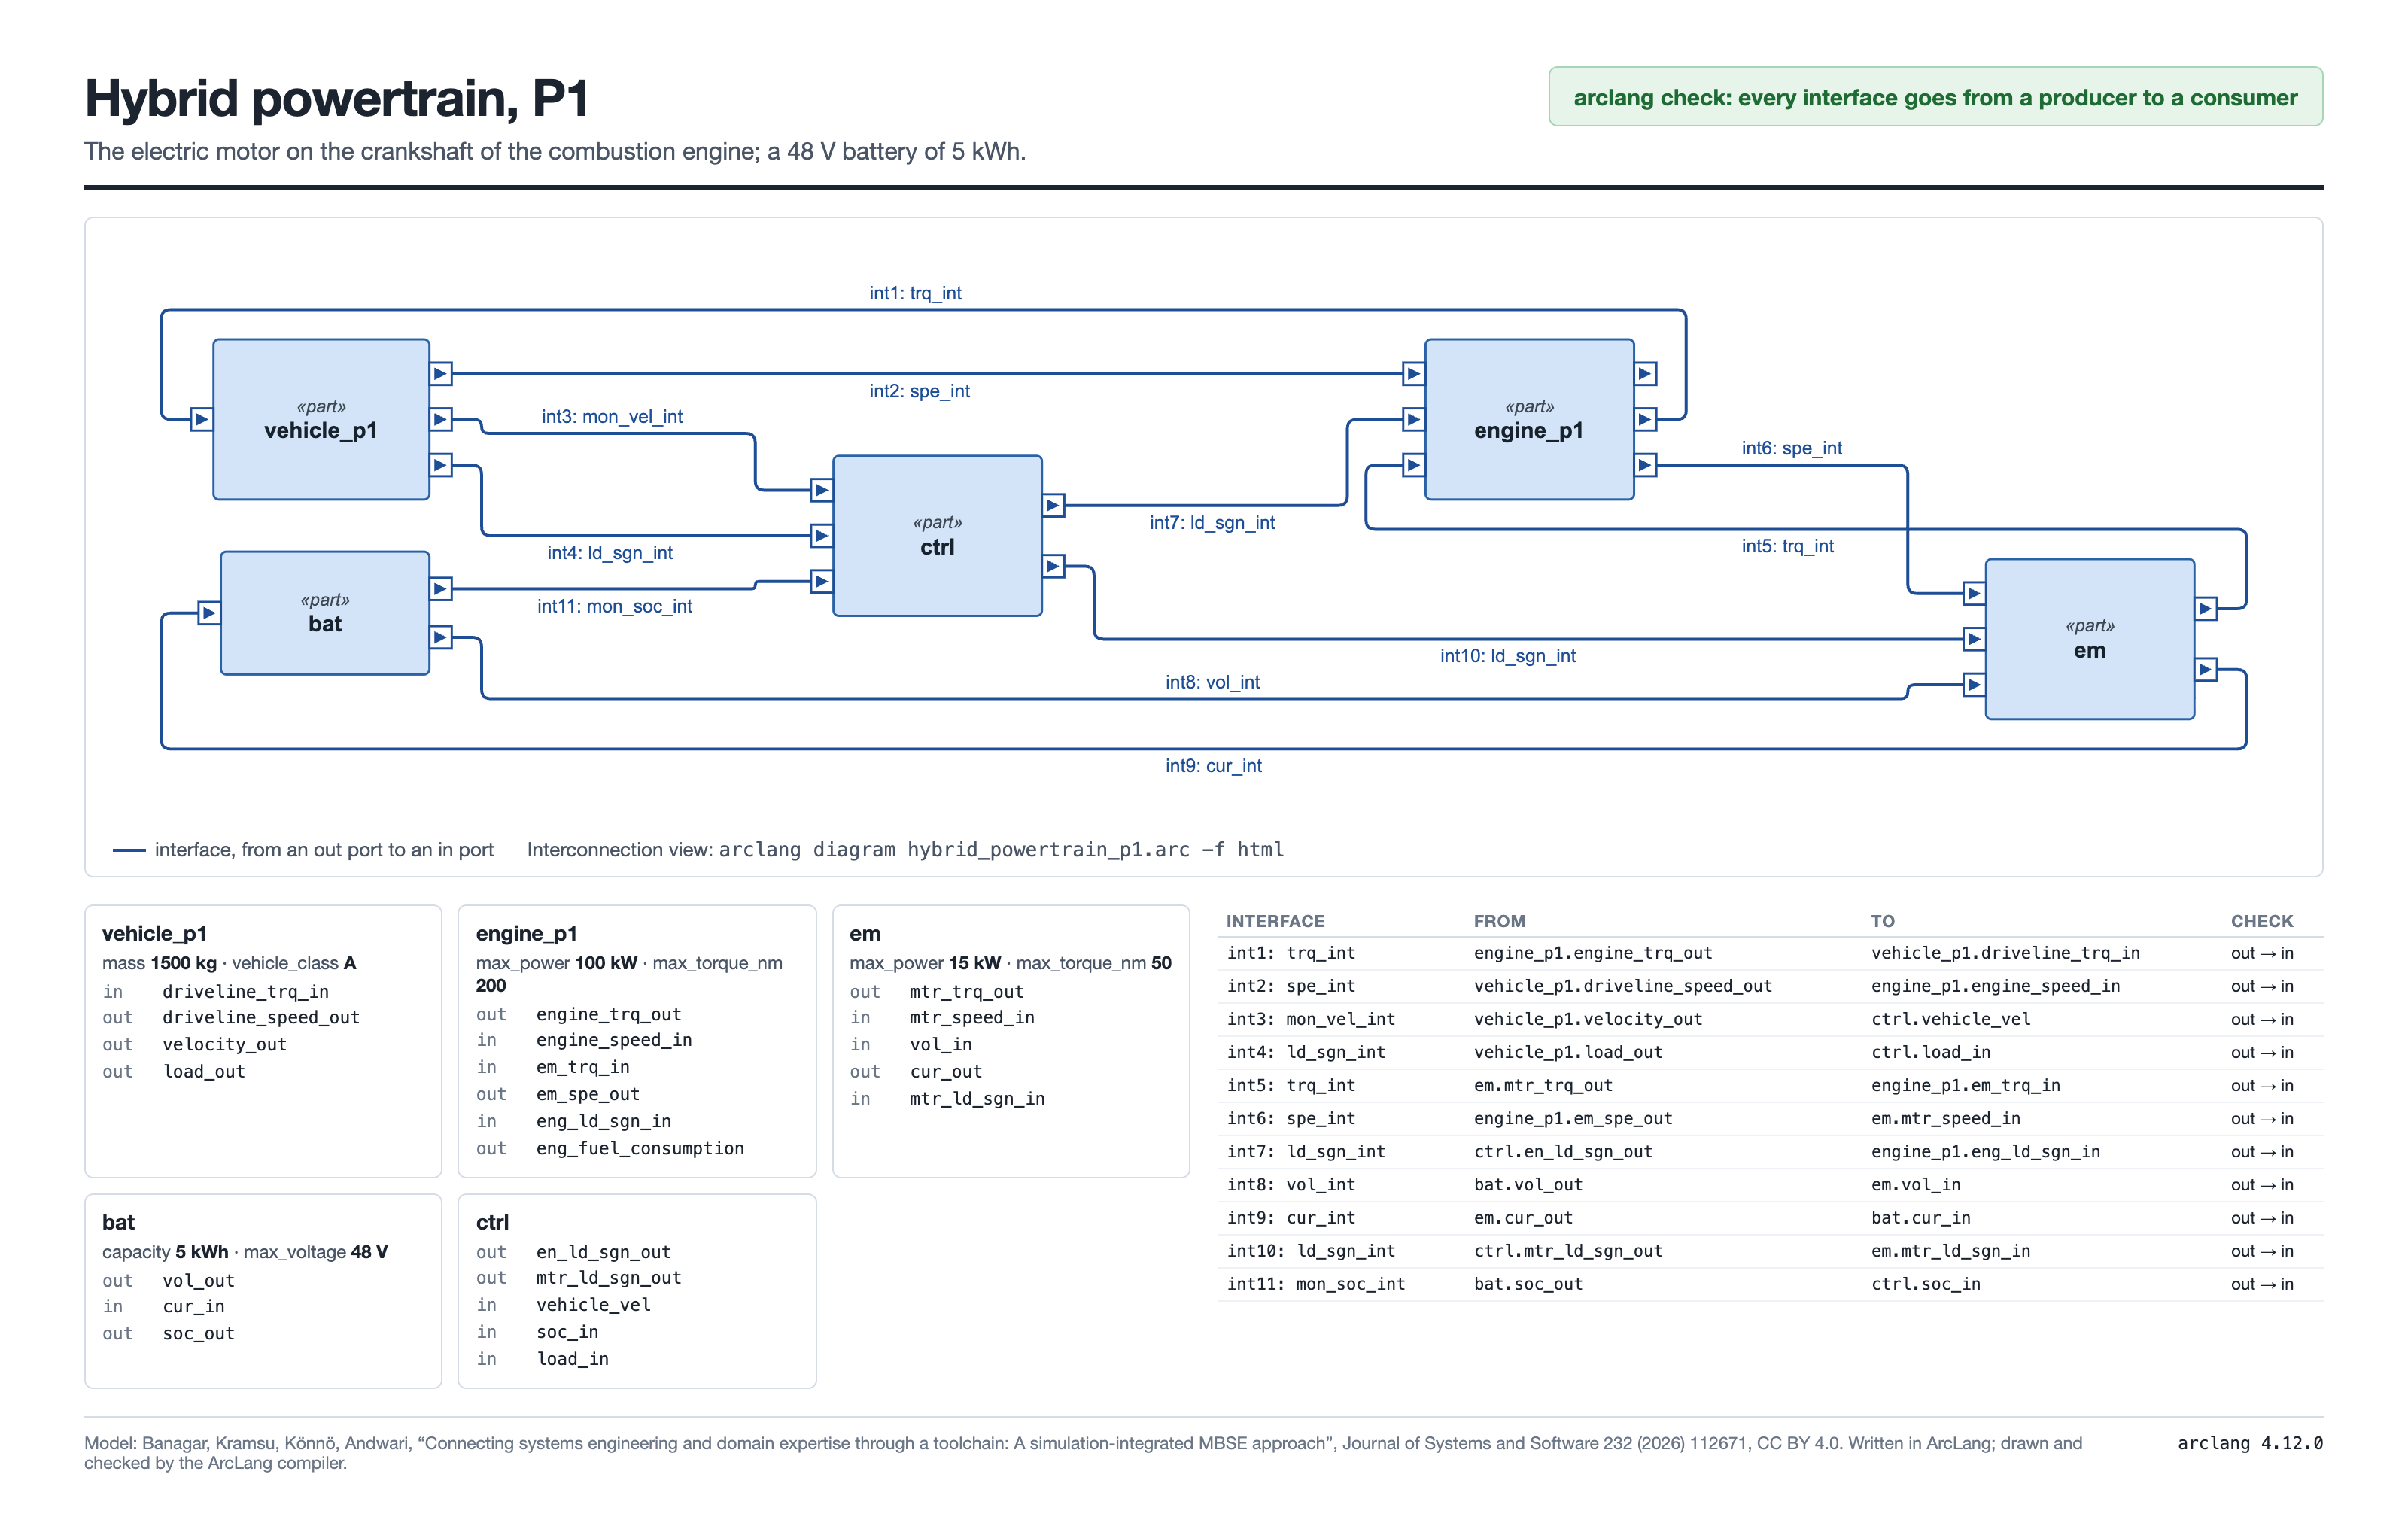 Hybrid powertrain, P1
arclang check: every interface goes from a producer to a consumer
The electric motor on the crankshaft of the combustion engine; a 48 V battery of 5 kWh.
int1: trq_int
int2: spe_int
int3: mon_vel_int
«part»
vehicle_p1
«part»
engine_p1
int6: spe_int
int4: ld_sgn_int
«part»
ctrl
int7: ld_sgn_int
int5: trq_int
«part»
bat
int11: mon_soc_int
«part»
em
int10: ld_sgn_int
int8: vol_int
int9: cur_int
interface, from an out port to an in port Interconnection view: arclang diagram hybrid_powertrain_p1.arc -f html
vehicle_p1
mass 1500 kg · vehicle_class A
in driveline_trq_in
out driveline_speed_out
out velocity_out
out load_out
engine_p1
max_power 100 kW · max_torque_nm
200
out engine_trq_out
in engine_speed_in
in em_trq_in
out em_spe_out
in eng_ld_sgn_in
out eng_fuel_consumption
em
max_power 15 kW · max_torque_nm 50
out mtr_trq_out
in mtr_speed_in
in vol_in
out cur_out
in mtr_ld_sgn_in
bat
capacity 5 kWh · max_voltage 48 V
out vol_out
in cur_in
out soc_out
ctrl
out en_ld_sgn_out
out mtr_ld_sgn_out
in vehicle_vel
in soc_in
in load_in
INTERFACE FROM TO CHECK
int1: trq_int engine_p1.engine_trq_out vehicle_p1.driveline_trq_in out → in
int2: spe_int vehicle_p1.driveline_speed_out engine_p1.engine_speed_in out → in
int3: mon_vel_int vehicle_p1.velocity_out ctrl.vehicle_vel out → in
int4: ld_sgn_int vehicle_p1.load_out ctrl.load_in out → in
int5: trq_int em.mtr_trq_out engine_p1.em_trq_in out → in
int6: spe_int engine_p1.em_spe_out em.mtr_speed_in out → in
int7: ld_sgn_int ctrl.en_ld_sgn_out engine_p1.eng_ld_sgn_in out → in
int8: vol_int bat.vol_out em.vol_in out → in
int9: cur_int em.cur_out bat.cur_in out → in
int10: ld_sgn_int ctrl.mtr_ld_sgn_out em.mtr_ld_sgn_in out → in
int11: mon_soc_int bat.soc_out ctrl.soc_in out → in
Model: Banagar, Kramsu, Könnö, Andwari, “Connecting systems engineering and domain expertise through a toolchain: A simulation-integrated MBSE approach”, Journal of Systems and Software 232 (2026) 112671, CC BY 4.0. Written in ArcLang; drawn and
checked by the ArcLang compiler.
arclang 4.12.0